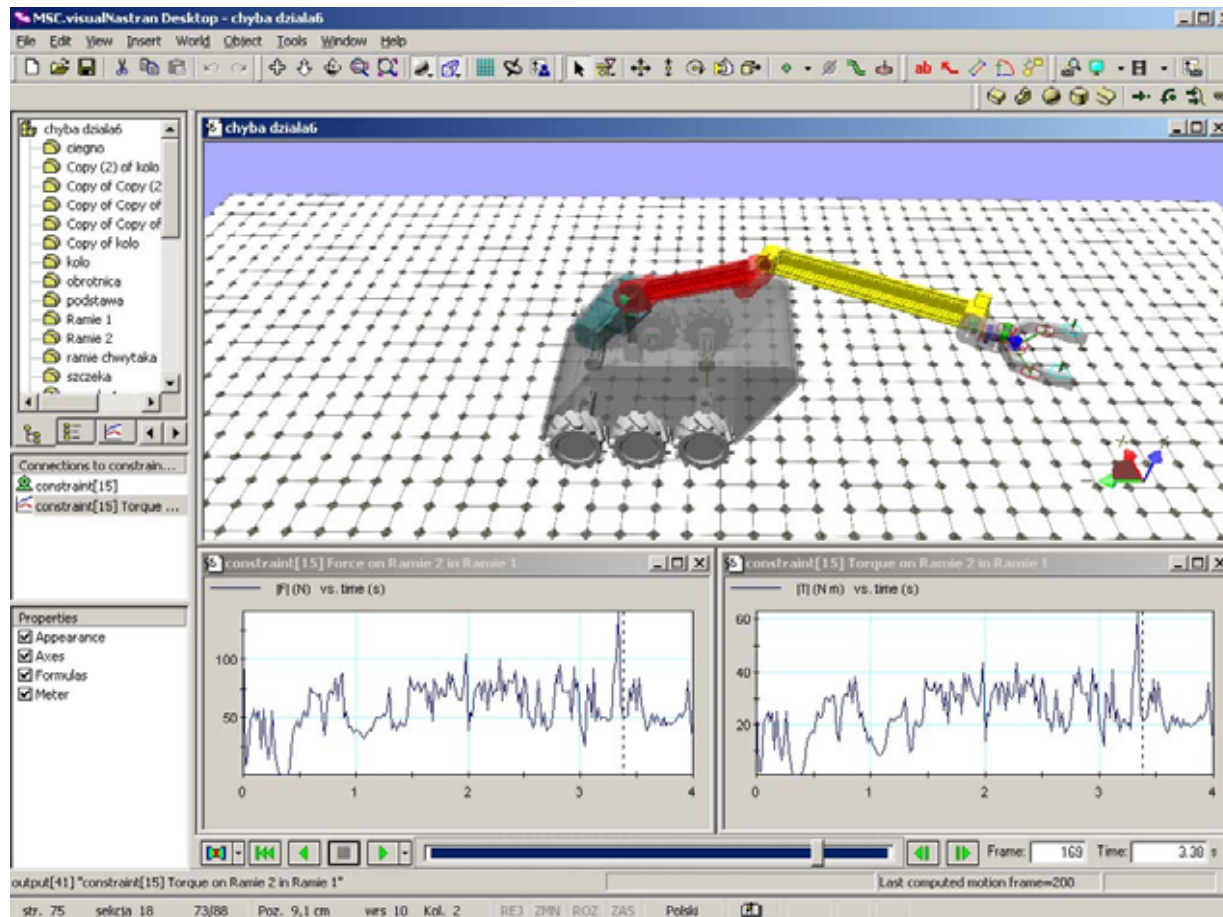 MSC.visualNastran Desktop - chyba dziala6
File Edit View Insert World Object Tools Window Help
chyba dziala6
ciegno
Copy (2) of kolo
Copy of Copy (2
Copy of Copy of
Copy of Copy of
Copy of kolo
kolo
obrotnica
podstawa
Ramie 1
Ramie 2
ramie chwytaka
szczeka
chyba dziala6
Connections to constrain...
constraint[15]
constraint[15] Torque ...
Properties
Appearance
Axes
Formulas
Meter
constraint[15] Force on Ramie 2 in Ramie 1
|F| (N) vs. time (s)
100
50
0 1 2 3 4
constraint[15] Torque on Ramie 2 in Ramie 1
|T| (N m) vs. time (s)
60
40
20
0 1 2 3 4
Frame: 169 Time: 3.38 s
output[41] "constraint[15] Torque on Ramie 2 in Ramie 1"
Last computed motion frame=200
str. 75 sekcja 18 73/88 Poz. 9,1 cm wrs 10 Kol. 2 REJ ZMN ROZ ZAS Polski